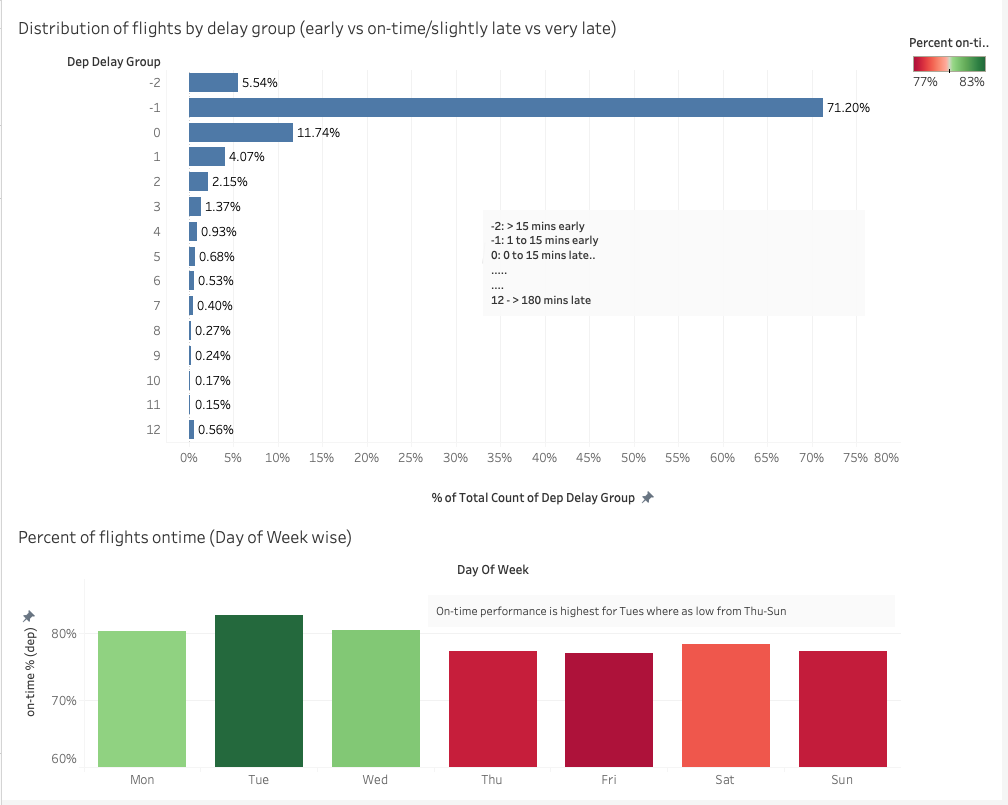 Distribution of flights by delay group (early vs on-time/slightly late vs very late)
Percent on-ti..
77% 83%
Dep Delay Group
-2 5.54%
-1 71.20%
0 11.74%
1 4.07%
2 2.15%
3 1.37%
4 0.93%
5 0.68%
6 0.53%
7 0.40%
8 0.27%
9 0.24%
10 0.17%
11 0.15%
12 0.56%
-2: > 15 mins early
-1: 1 to 15 mins early
0: 0 to 15 mins late..
.....
....
12 - > 180 mins late
0% 5% 10% 15% 20% 25% 30% 35% 40% 45% 50% 55% 60% 65% 70% 75% 80%
% of Total Count of Dep Delay Group
Percent of flights ontime (Day of Week wise)
Day Of Week
On-time performance is highest for Tues where as low from Thu-Sun
on-time % (dep)
80%
70%
60%
Mon Tue Wed Thu Fri Sat Sun